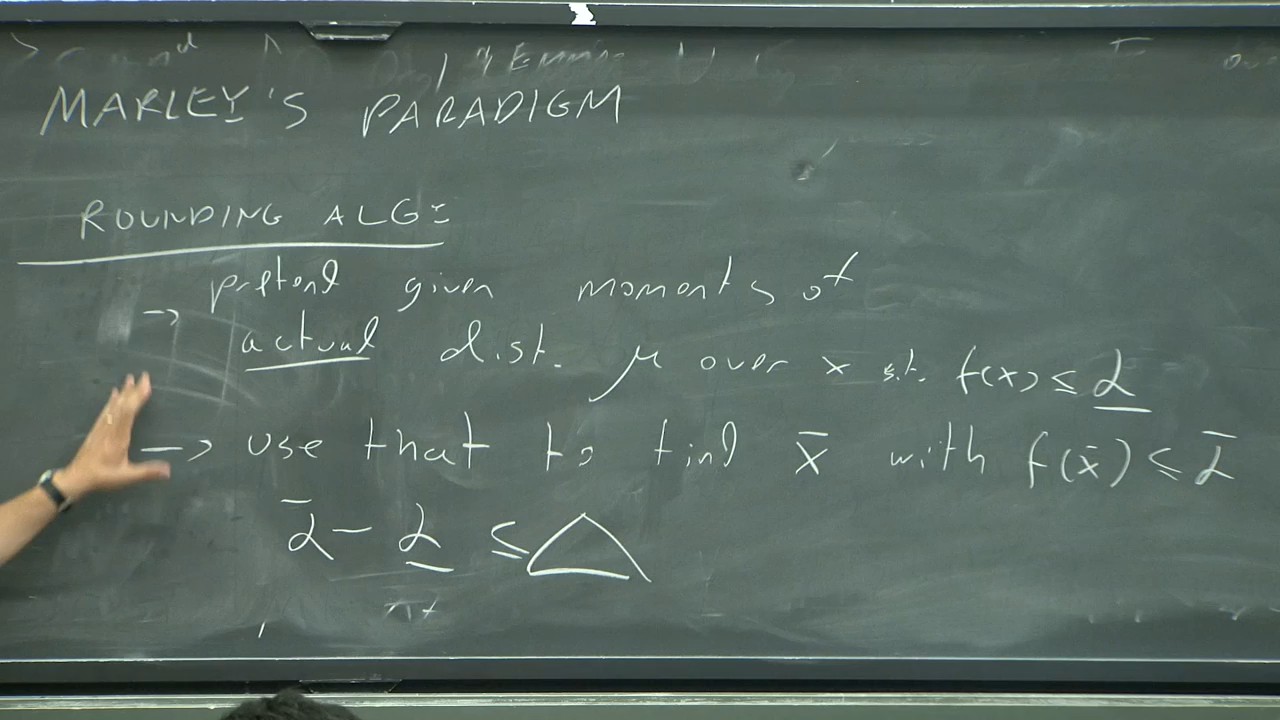 MARLEY'S PARADIGM
ROUNDING ALG:
→ pretend given moments of
actual dist. μ over x s.t. f(x) ≤ α̲
→ use that to find x̄ with f(x̄) ≤ ᾱ
ᾱ - α̲ ≤ △